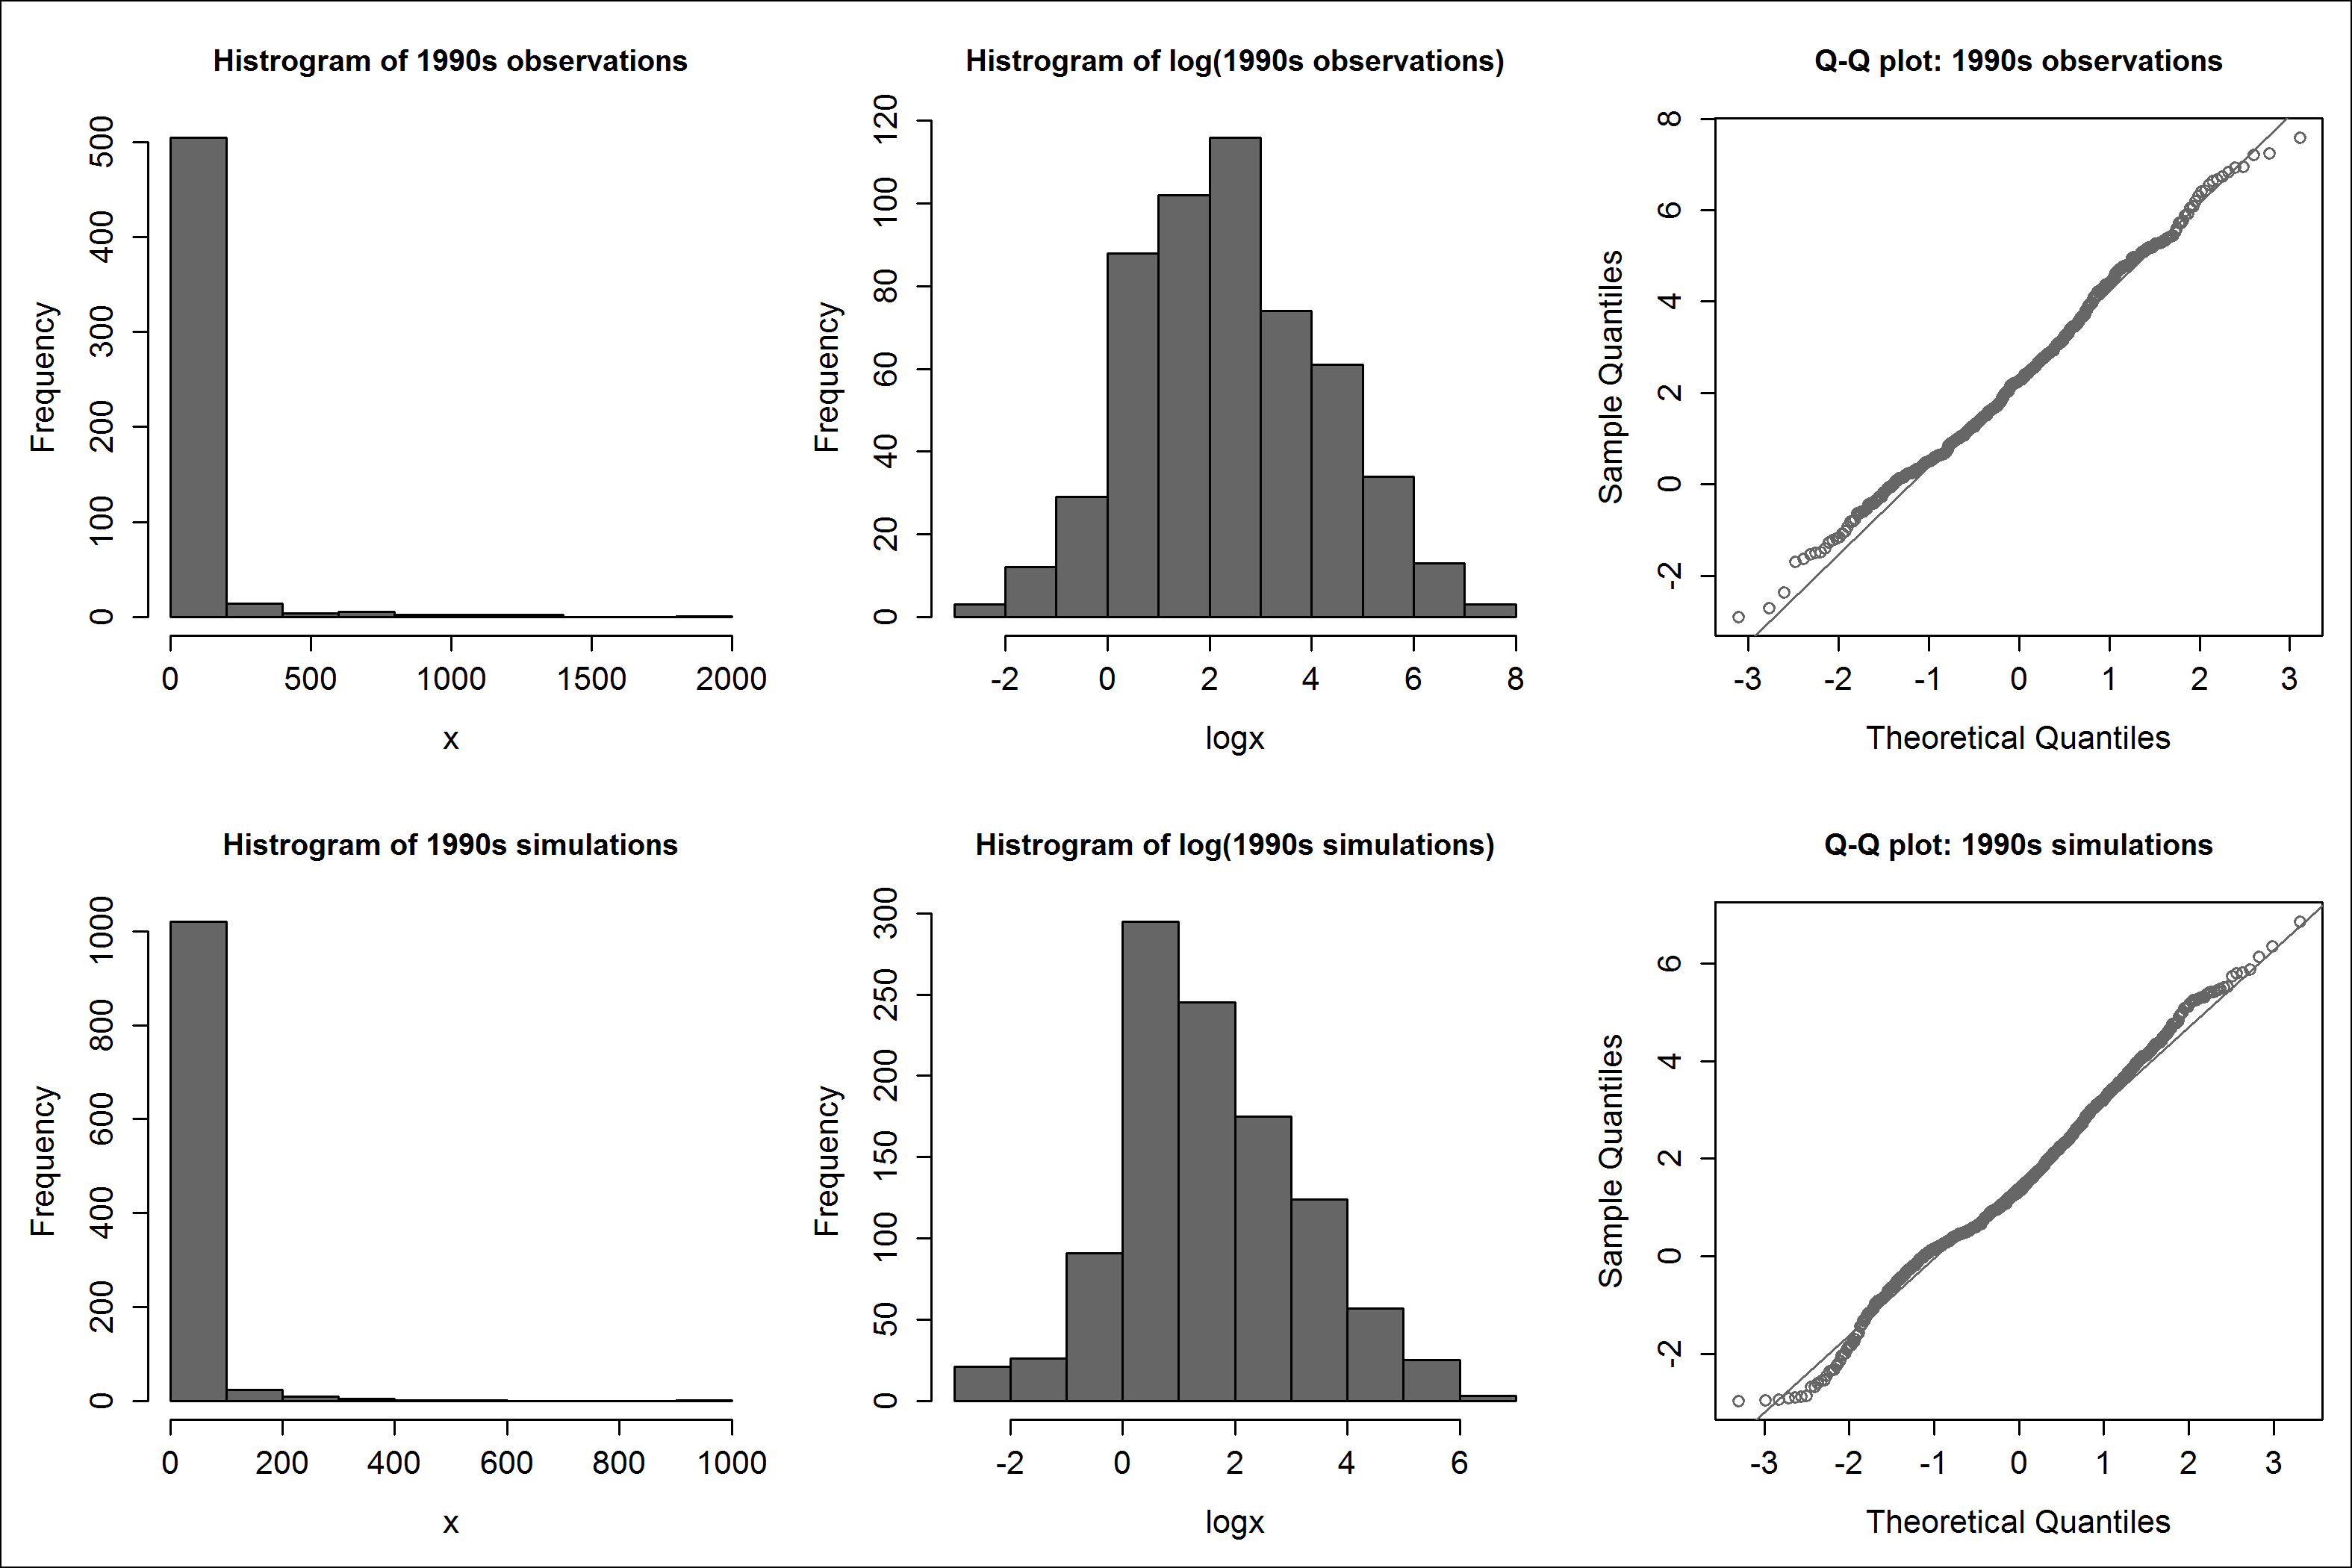 Histrogram of 1990s observations
Frequency
0 100 200 300 400 500
0 500 1000 1500 2000
x
Histrogram of log(1990s observations)
Frequency
0 20 40 60 80 100 120
-2 0 2 4 6 8
logx
Q-Q plot: 1990s observations
Sample Quantiles
-2 0 2 4 6 8
-3 -2 -1 0 1 2 3
Theoretical Quantiles
Histrogram of 1990s simulations
Frequency
0 200 400 600 800 1000
0 200 400 600 800 1000
x
Histrogram of log(1990s simulations)
Frequency
0 50 100 150 200 250 300
-2 0 2 4 6
logx
Q-Q plot: 1990s simulations
Sample Quantiles
-2 0 2 4 6
-3 -2 -1 0 1 2 3
Theoretical Quantiles